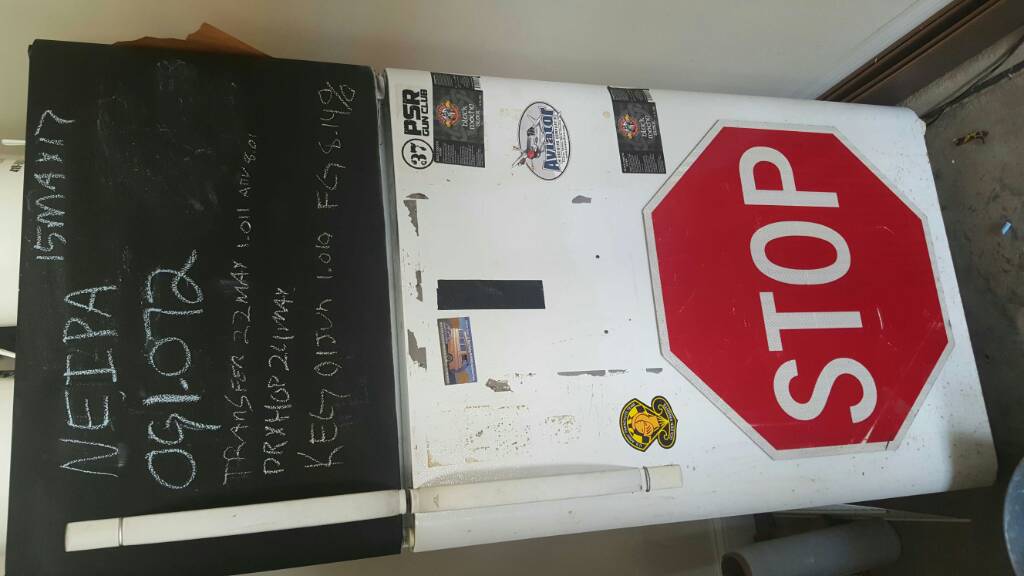 15MAY17
NEIPA
OG1.072
TRANSFER 22MAY 1.011 ABV 8.01
DRYHOP 24MAY
KEG 01JUN 1.010 FG 8.14%
37 PSR
GUN CLUB
Aviator
STOP